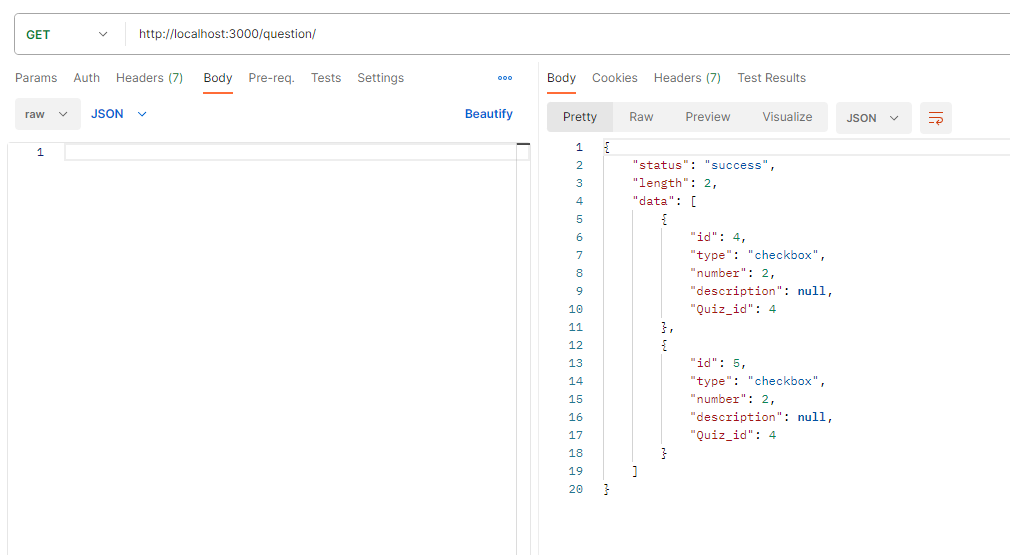 GET http://localhost:3000/question/
Params Auth Headers (7) Body Pre-req. Tests Settings
Body Cookies Headers (7) Test Results
raw JSON Beautify
Pretty Raw Preview Visualize JSON
1
1 {
2 "status": "success",
3 "length": 2,
4 "data": [
5 {
6 "id": 4,
7 "type": "checkbox",
8 "number": 2,
9 "description": null,
10 "Quiz_id": 4
11 },
12 {
13 "id": 5,
14 "type": "checkbox",
15 "number": 2,
16 "description": null,
17 "Quiz_id": 4
18 }
19 ]
20 }